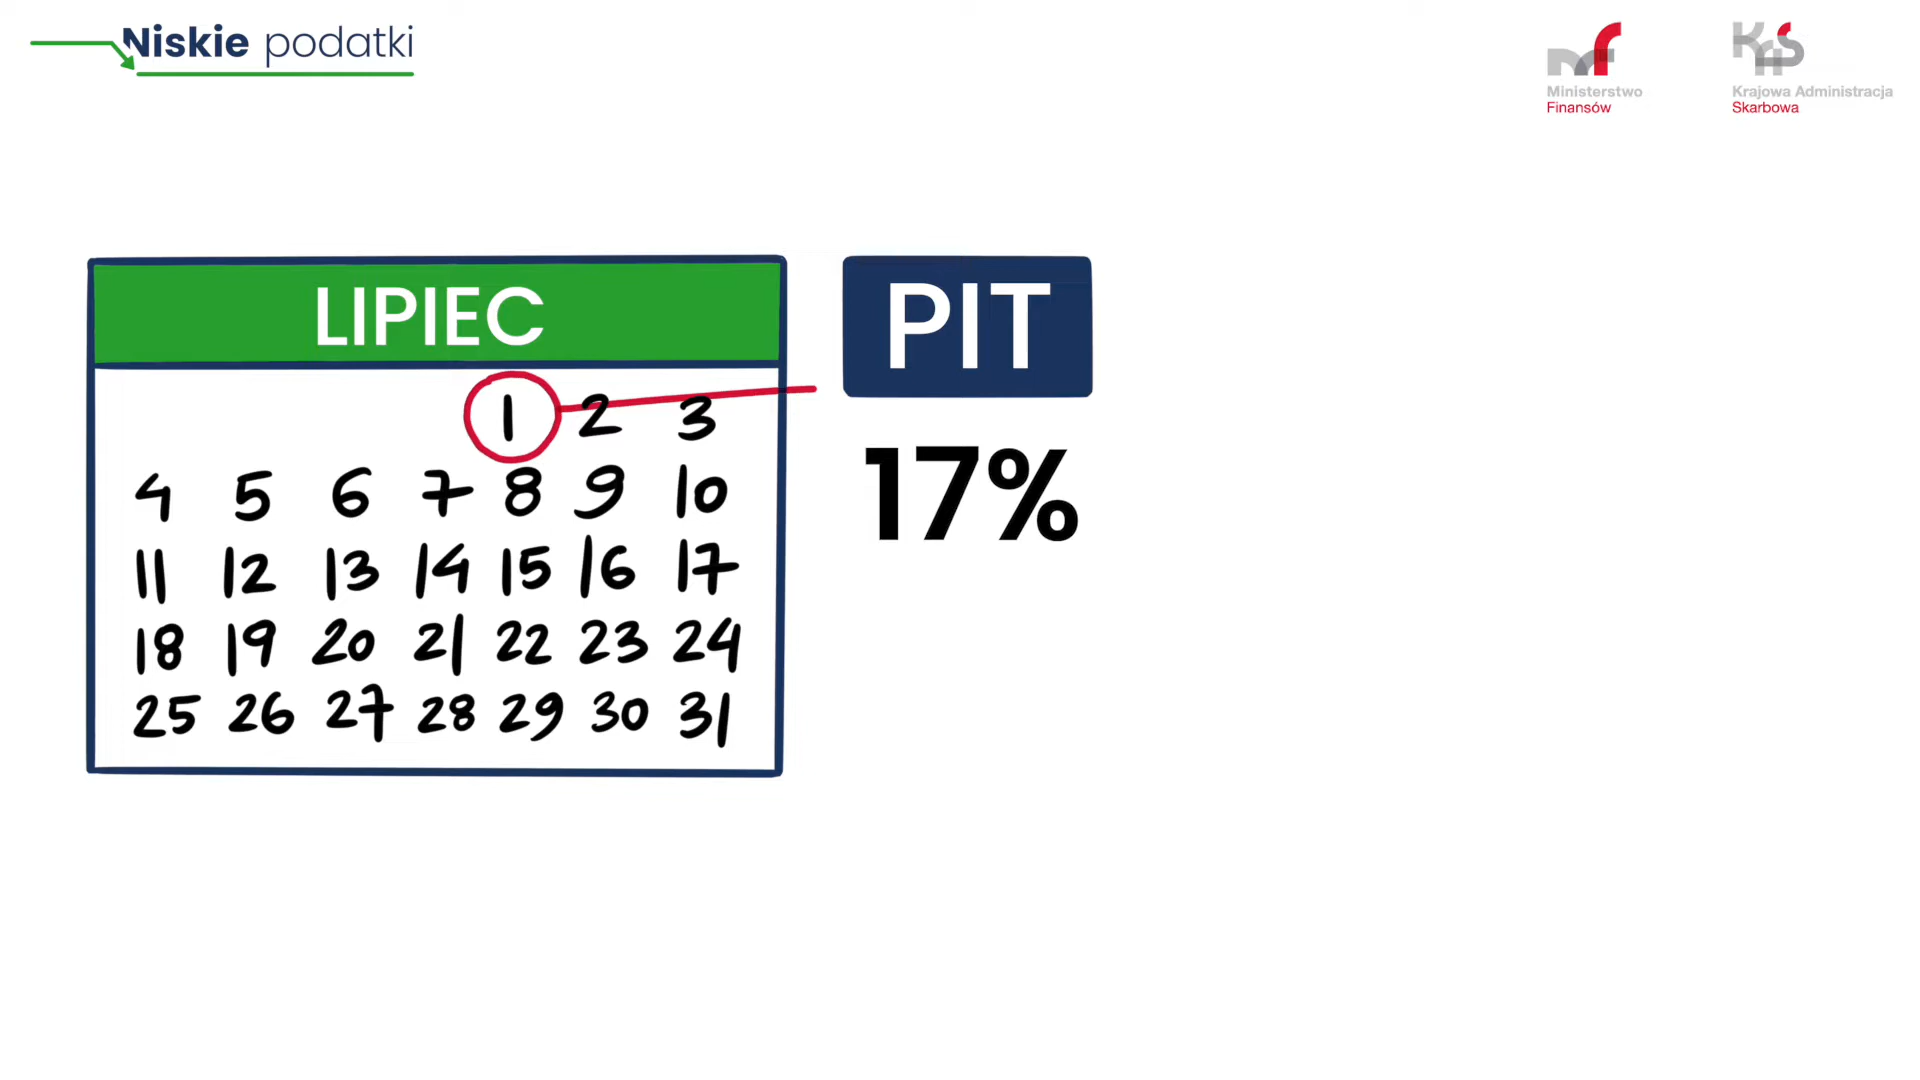 Niskie podatki
Ministerstwo
Finansów
Krajowa Administracja
Skarbowa
LIPIEC
1 2 3
4 5 6 7 8 9 10
11 12 13 14 15 16 17
18 19 20 21 22 23 24
25 26 27 28 29 30 31
PIT
17%